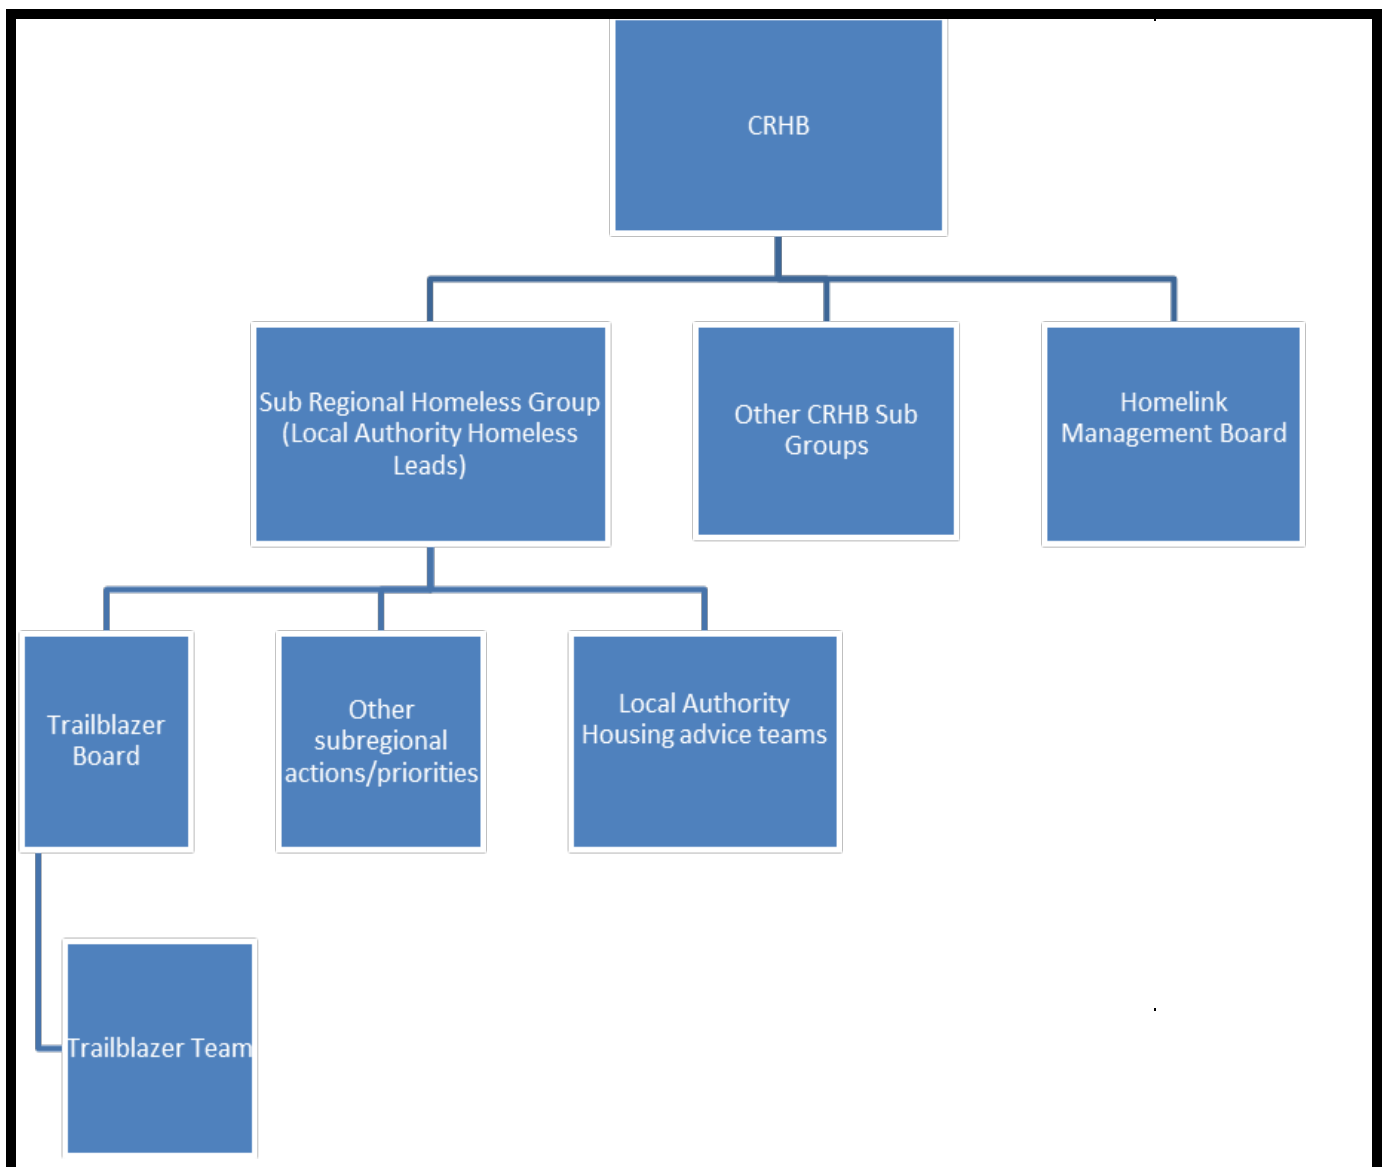 CRHB
Sub Regional Homeless Group
(Local Authority Homeless
Leads)
Other CRHB Sub
Groups
Homelink
Management Board
Trailblazer
Board
Other
subregional
actions/priorities
Local Authority
Housing advice teams
Trailblazer Team